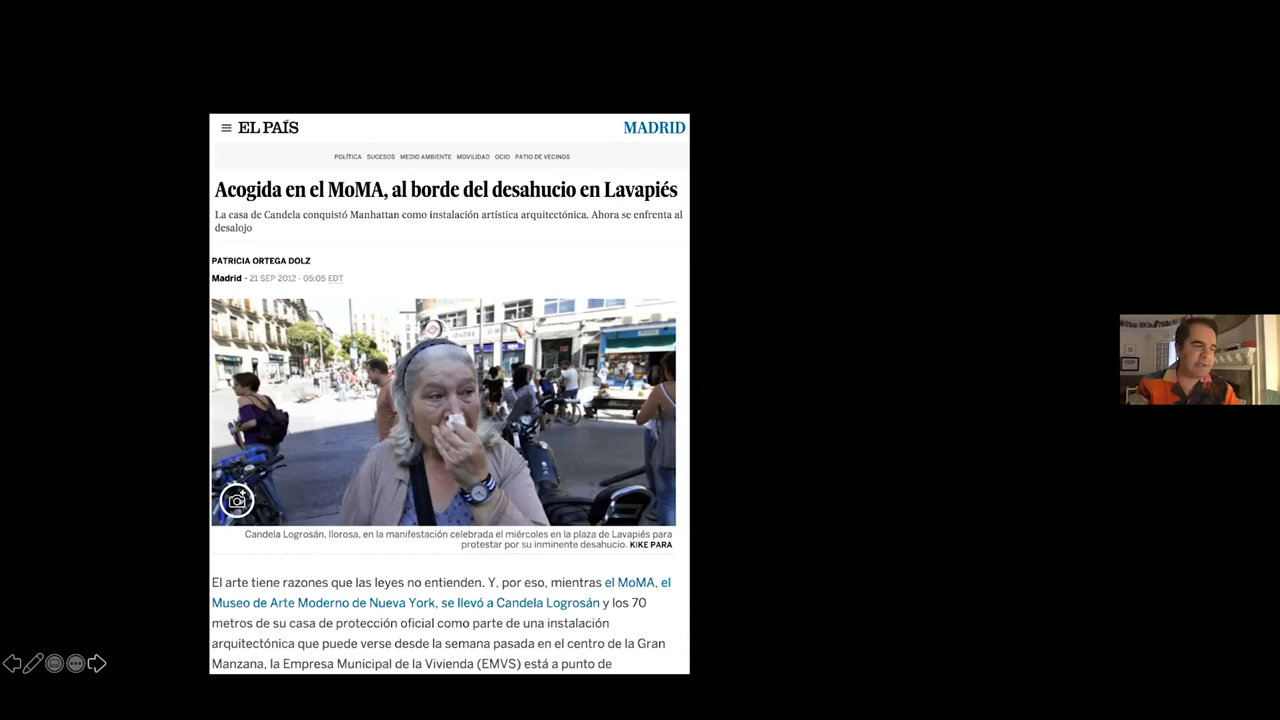 EL PAÍS
MADRID
POLÍTICA SUCESOS MEDIO AMBIENTE MOVILIDAD OCIO PATIO DE VECINOS
Acogida en el MoMA, al borde del desahucio en Lavapiés
La casa de Candela conquistó Manhattan como instalación artística arquitectónica. Ahora se enfrenta al
desalojo
PATRICIA ORTEGA DOLZ
Madrid - 21 SEP 2012 - 05:05 EDT
Candela Logrosán, llorosa, en la manifestación celebrada el miércoles en la plaza de Lavapiés para
protestar por su inminente desahucio. KIKE PARA
El arte tiene razones que las leyes no entienden. Y, por eso, mientras el MoMA, el
Museo de Arte Moderno de Nueva York, se llevó a Candela Logrosán y los 70
metros de su casa de protección oficial como parte de una instalación
arquitectónica que puede verse desde la semana pasada en el centro de la Gran
Manzana, la Empresa Municipal de la Vivienda (EMVS) está a punto de